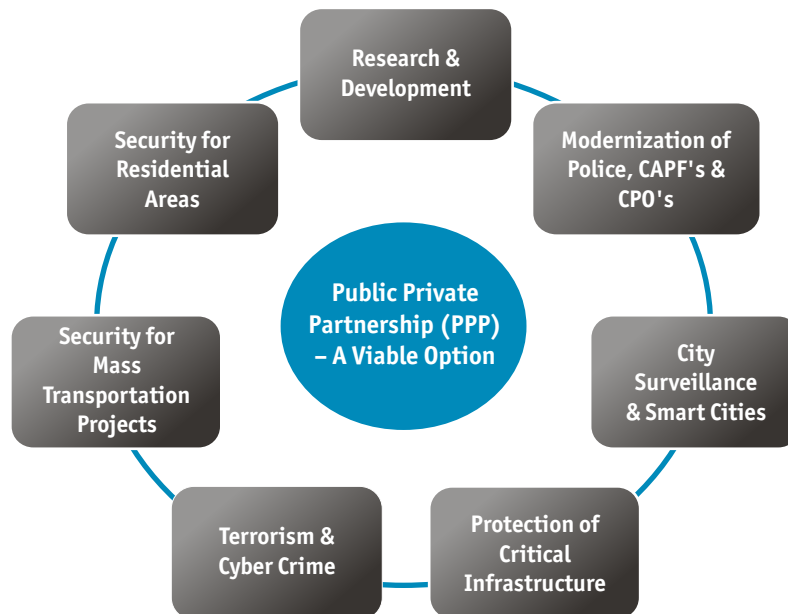 Research &
Development
Modernization of
Police, CAPF's &
CPO's
City
Surveillance
& Smart Cities
Protection of
Critical
Infrastructure
Terrorism &
Cyber Crime
Security for
Mass
Transportation
Projects
Security for
Residential
Areas
Public Private
Partnership (PPP)
– A Viable Option